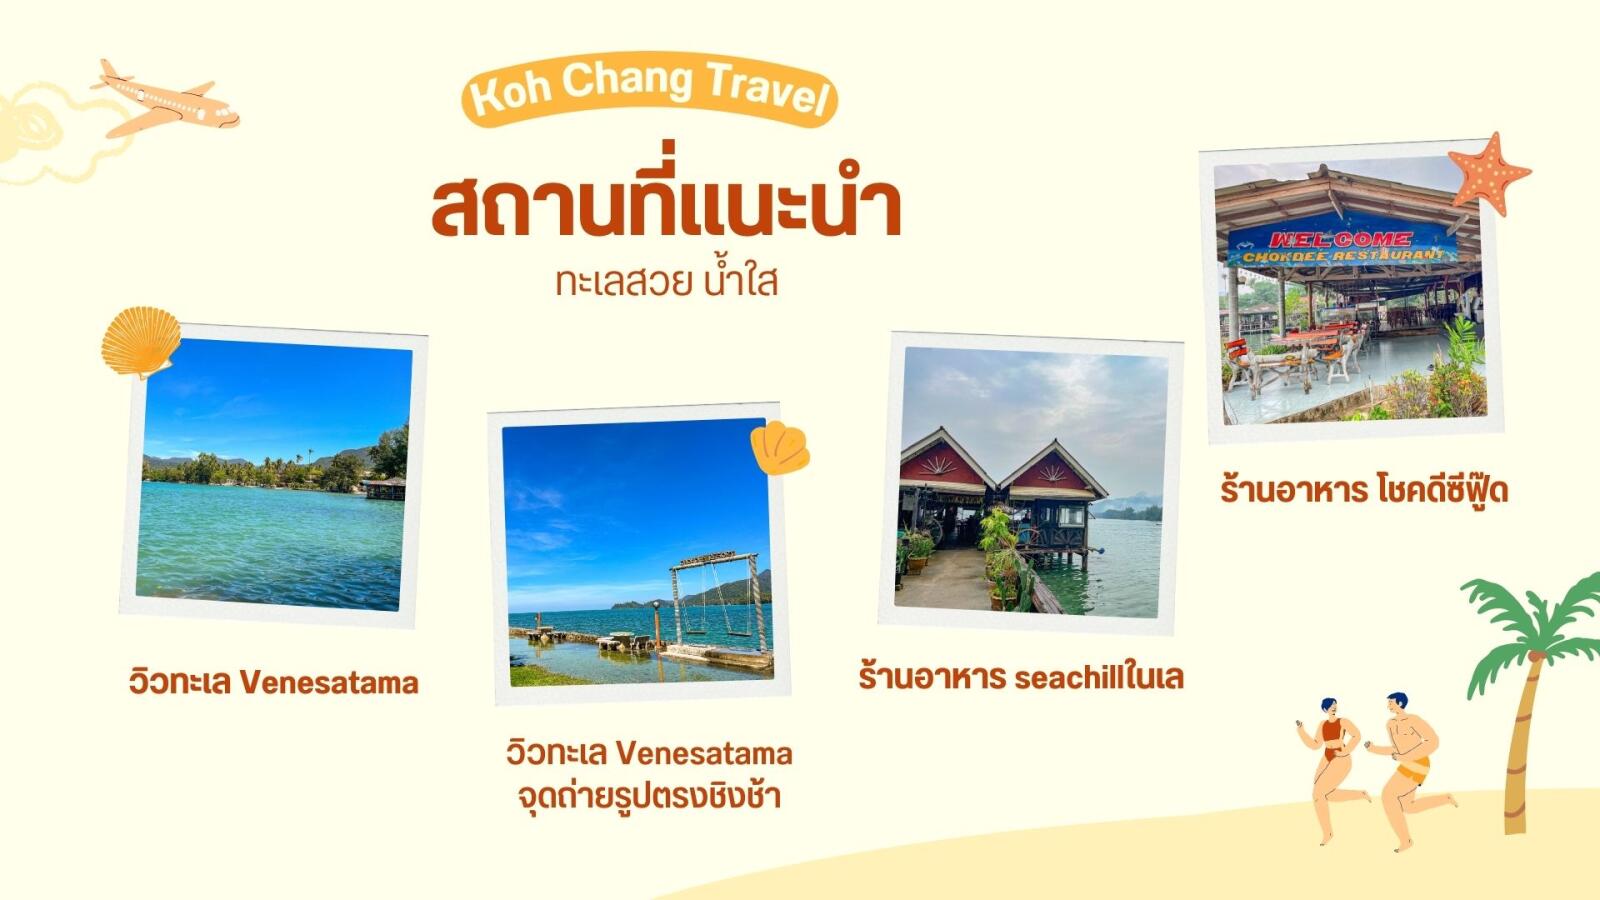 Koh Chang Travel
สถานที่แนะนำ
ทะเลสวย น้ำใส
WELCOME
CHOKDEE RESTAURANT
ร้านอาหาร โชคดีซีฟู๊ด
วิวทะเล Venesatama
วิวทะเล Venesatama
จุดถ่ายรูปตรงชิงช้า
ร้านอาหาร seachillในเล